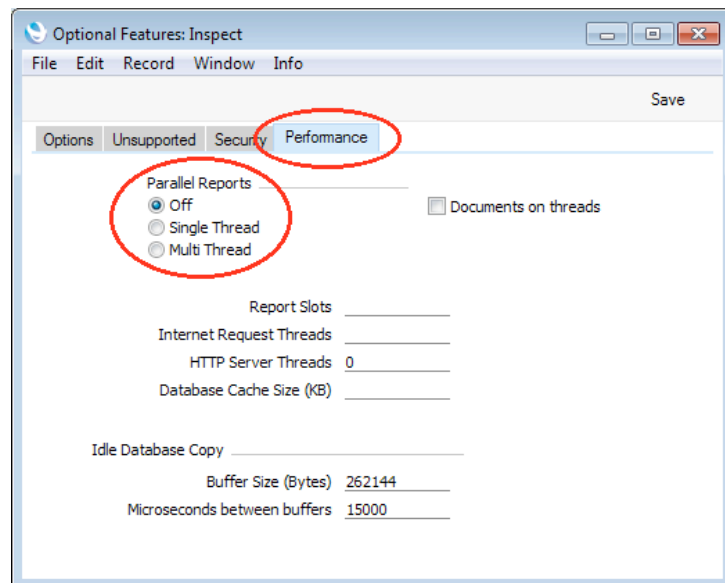 Optional Features: Inspect
File Edit Record Window Info
Save
Options Unsupported Security Performance
Parallel Reports
Off
Documents on threads
Single Thread
Multi Thread
Report Slots
Internet Request Threads
HTTP Server Threads 0
Database Cache Size (KB)
Idle Database Copy
Buffer Size (Bytes) 262144
Microseconds between buffers 15000